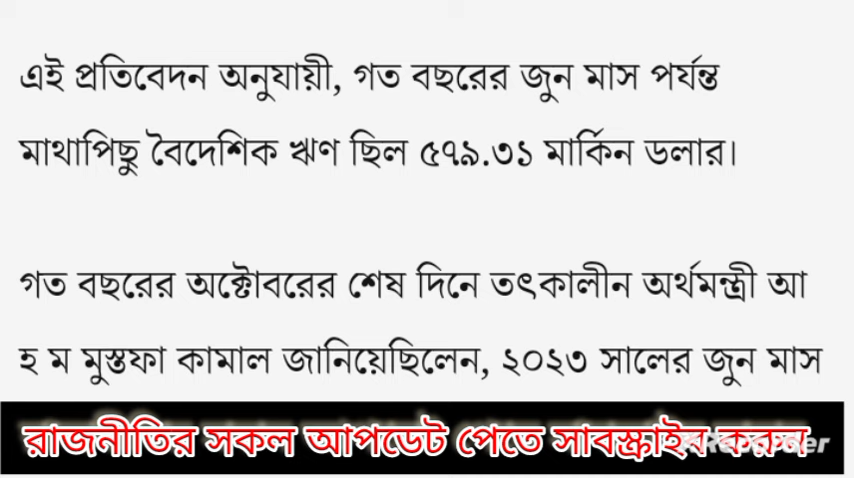 এই প্রতিবেদন অনুযায়ী, গত বছরের জুন মাস পর্যন্ত
মাথাপিছু বৈদেশিক ঋণ ছিল ৫৭৯.৩১ মার্কিন ডলার।
গত বছরের অক্টোবরের শেষ দিনে তৎকালীন অর্থমন্ত্রী আ
হ ম মুস্তফা কামাল জানিয়েছিলেন, ২০২৩ সালের জুন মাস
রাজনীতির সকল আপডেট পেতে সাবস্ক্রাইব করুন